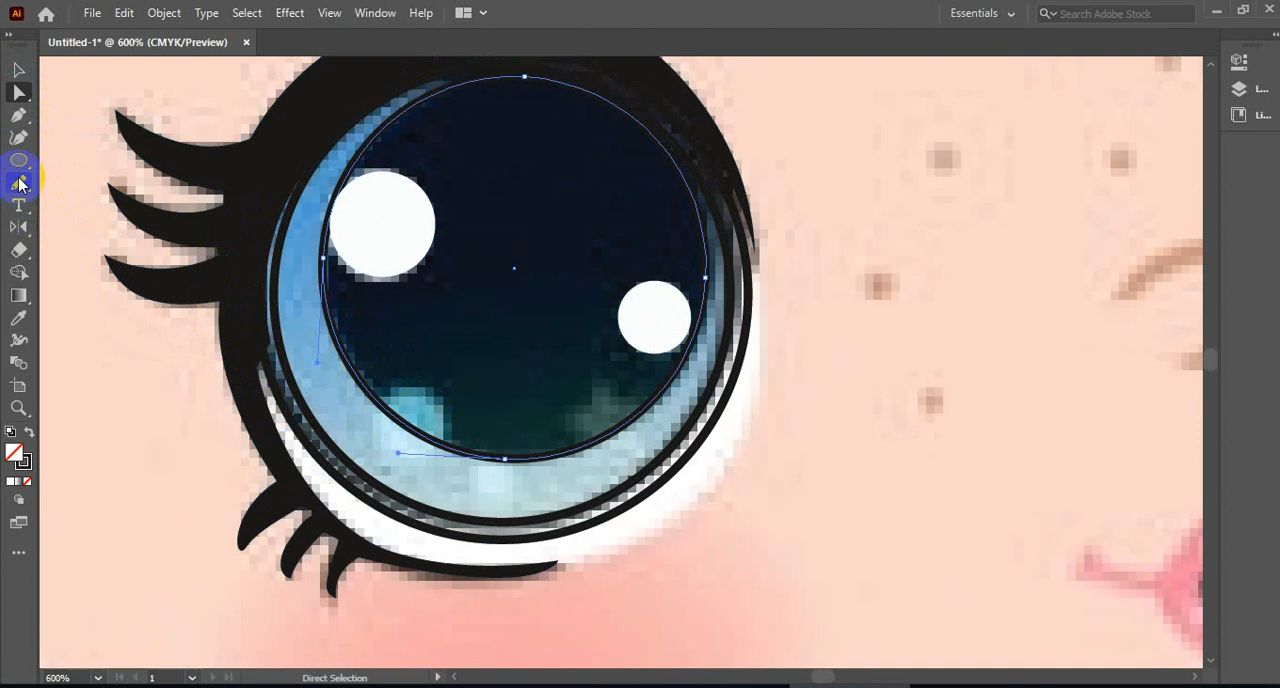 Ai File Edit Object Type Select Effect View Window Help Essentials Search Adobe Stock
Untitled-1* @ 600% (CMYK/Preview) ×
L...
Li...
T
600% 1 Direct Selection